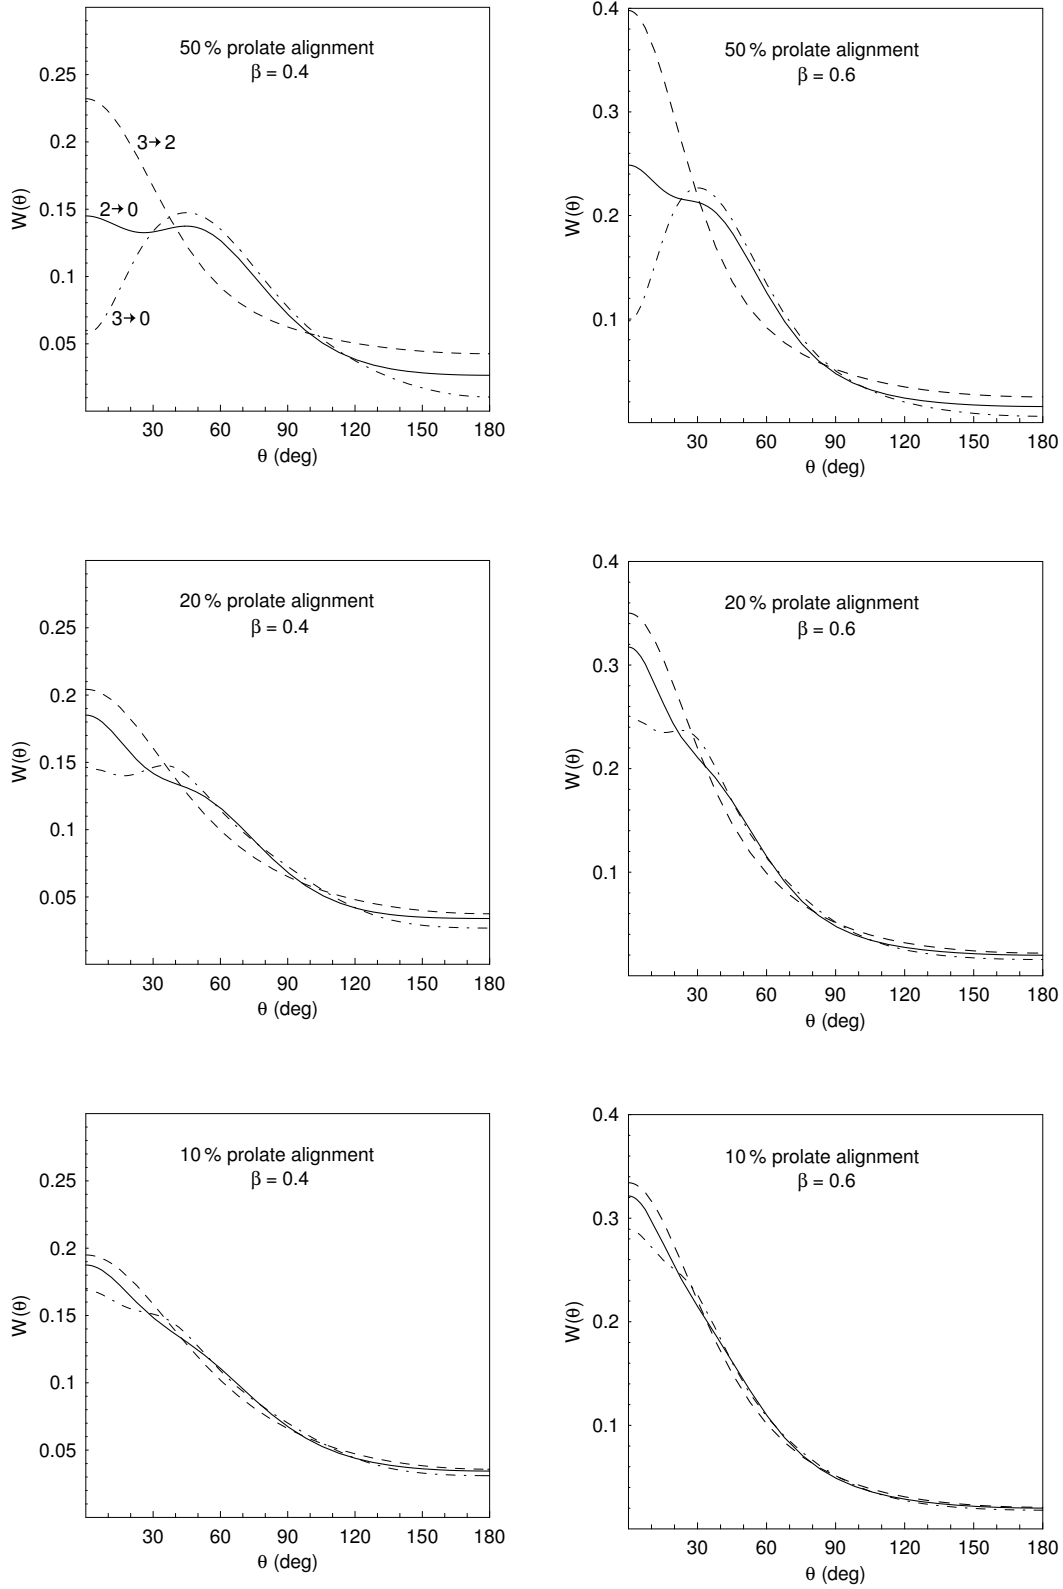 50 % prolate alignment
β = 0.4
0.25
0.2
0.15
0.1
0.05
W(θ)
3→2
2→0
3→0
30 60 90 120 150 180
θ (deg)
50 % prolate alignment
β = 0.6
0.4
0.3
0.2
0.1
W(θ)
30 60 90 120 150 180
θ (deg)
20 % prolate alignment
β = 0.4
0.25
0.2
0.15
0.1
0.05
W(θ)
30 60 90 120 150 180
θ (deg)
20 % prolate alignment
β = 0.6
0.4
0.3
0.2
0.1
W(θ)
30 60 90 120 150 180
θ (deg)
10 % prolate alignment
β = 0.4
0.25
0.2
0.15
0.1
0.05
W(θ)
30 60 90 120 150 180
θ (deg)
10 % prolate alignment
β = 0.6
0.4
0.3
0.2
0.1
W(θ)
30 60 90 120 150 180
θ (deg)